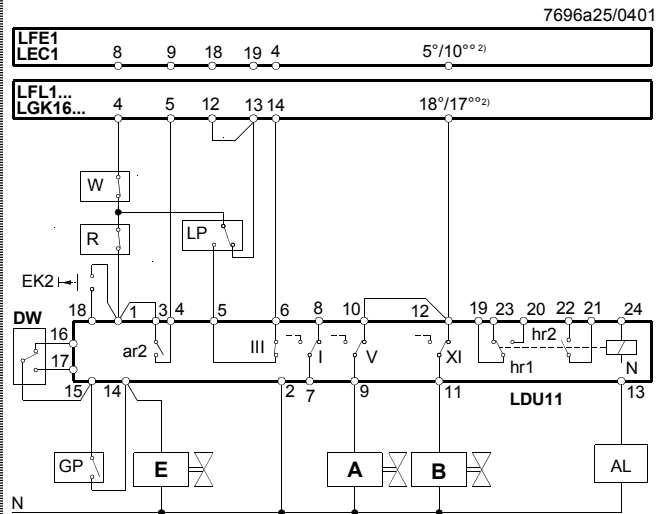 7696a25/0401
LFE1
LEC1
8 9 18 19 4 5°/10°° 2)
LFL1...
LGK16...
4 5 12 13 14 18°/17°°2)
W
R
LP
EK2
DW
18 1 3 4 5 6 8 10 12 19 23 20 22 21 24
16
17
ar2 III I V XI hr1 hr2 N
15 14 2 7 9 11 13
LDU11
GP E A B AL
N